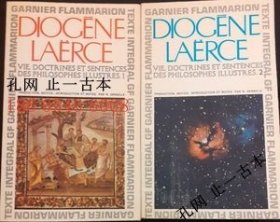 GARNIER FLAMMARION
DIOGÈNE
LAËRCE
VIE, DOCTRINES ET SENTENCES
DES PHILOSOPHES ILLUSTRES 1
TEXTE INTEGRAL GF GARNIER FLAMMARION
孔网 止一古本
GARNIER FLAMMARION
DIOGÈNE
LAËRCE
VIE, DOCTRINES ET SENTENCES
DES PHILOSOPHES ILLUSTRES 2
TEXTE INTEGRAL GF GARNIER FLAMMARION
孔网 止一古本